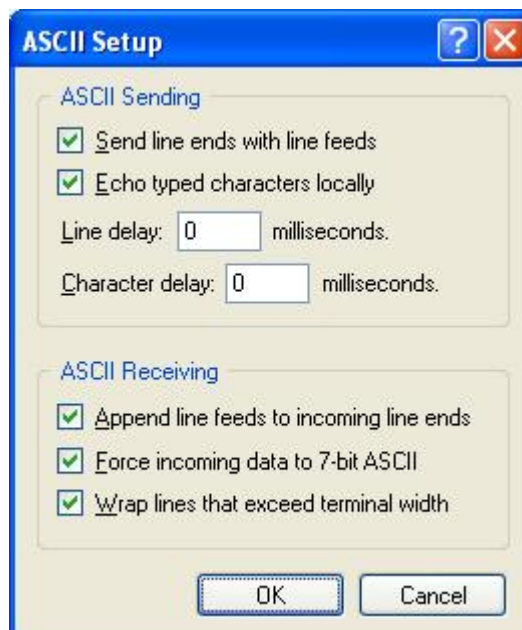 ASCII Setup
ASCII Sending
Send line ends with line feeds
Echo typed characters locally
Line delay: 0 milliseconds.
Character delay: 0 milliseconds.
ASCII Receiving
Append line feeds to incoming line ends
Force incoming data to 7-bit ASCII
Wrap lines that exceed terminal width
OK Cancel